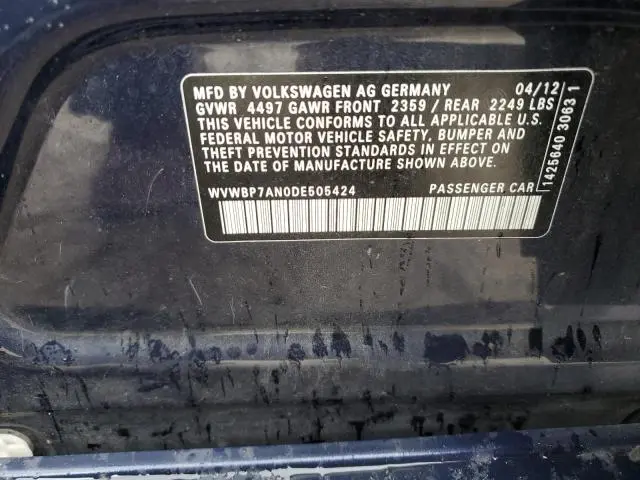 MFD BY VOLKSWAGEN AG GERMANY 04/12
GVWR 4497 GAWR FRONT 2359 / REAR 2249 LBS
THIS VEHICLE CONFORMS TO ALL APPLICABLE U.S.
FEDERAL MOTOR VEHICLE SAFETY, BUMPER AND
THEFT PREVENTION STANDARDS IN EFFECT ON
THE DATE OF MANUFACTURE SHOWN ABOVE.
WVWBP7AN0DE505424 PASSENGER CAR
1425640 3063 1